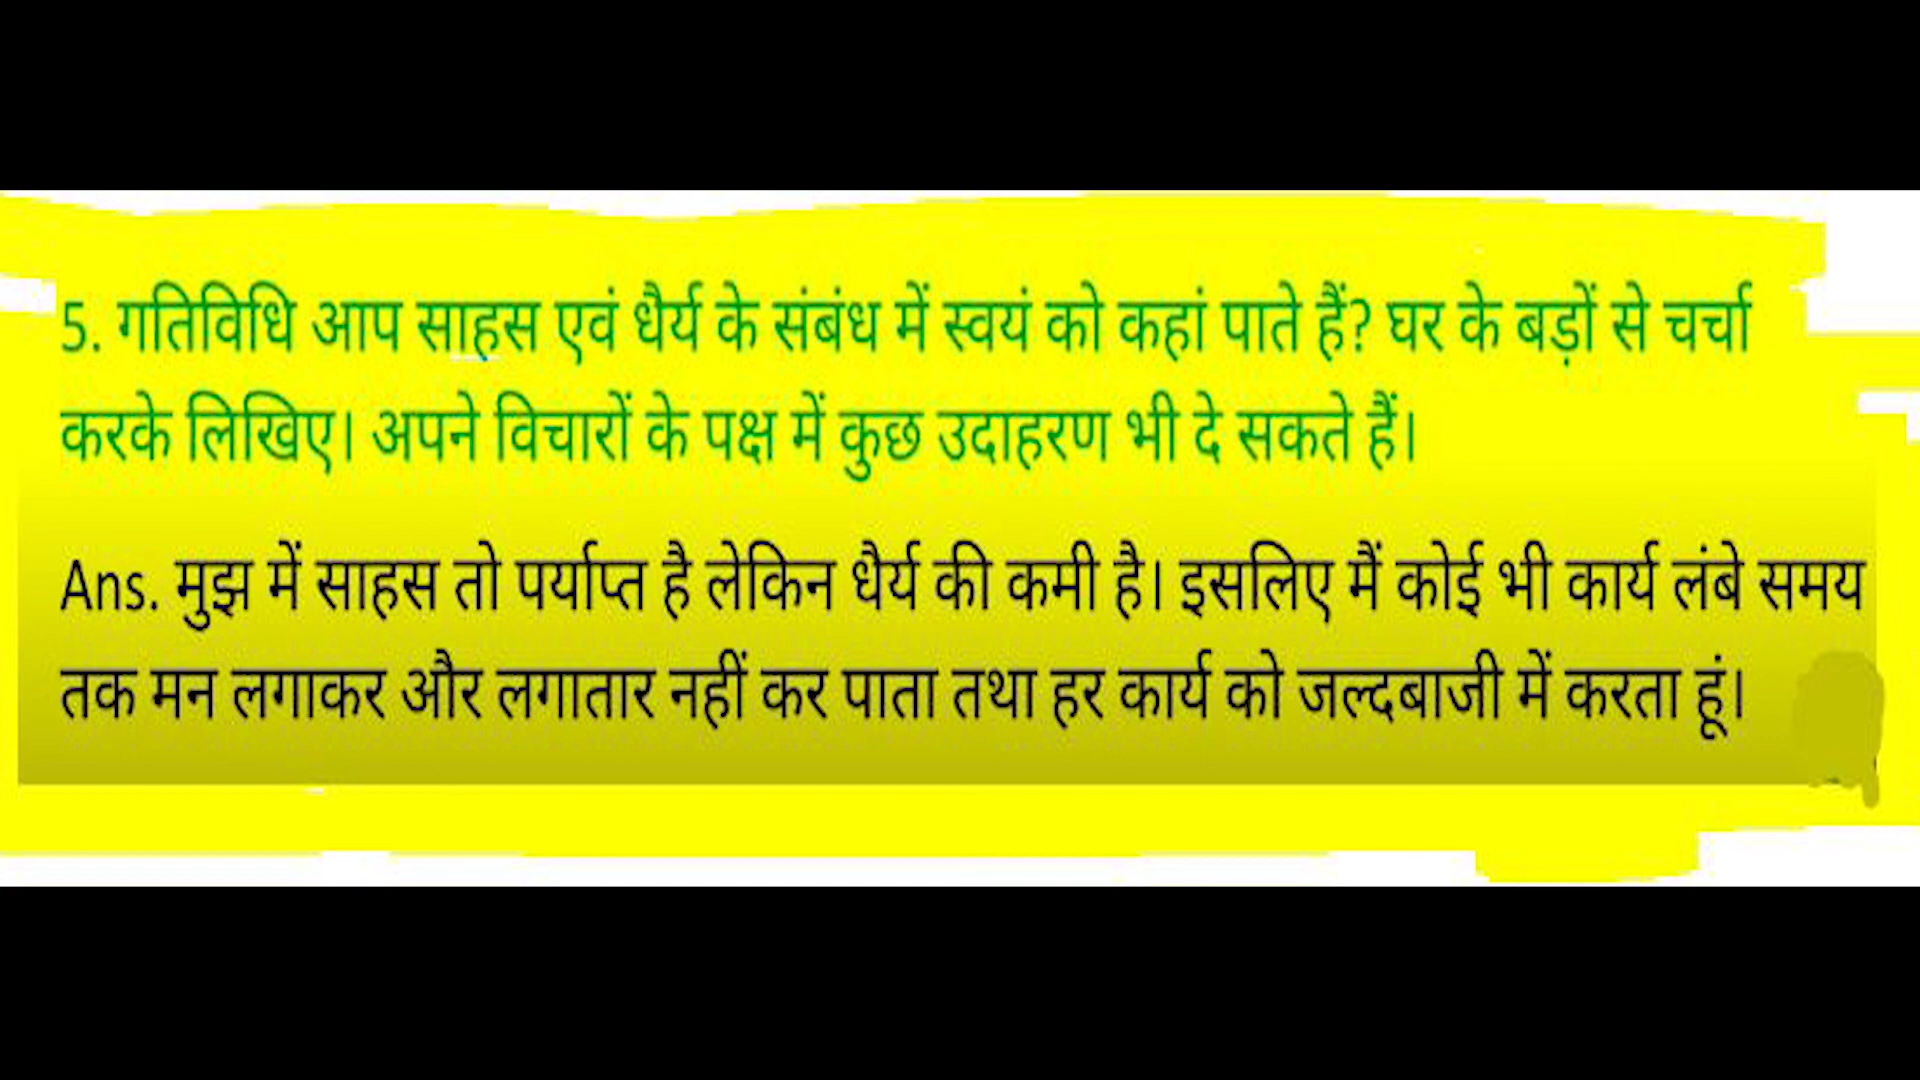 5. गतिविधि आप साहस एवं धैर्य के संबंध में स्वयं को कहां पाते हैं? घर के बड़ों से चर्चा
करके लिखिए। अपने विचारों के पक्ष में कुछ उदाहरण भी दे सकते हैं।
Ans. मुझ में साहस तो पर्याप्त है लेकिन धैर्य की कमी है। इसलिए मैं कोई भी कार्य लंबे समय
तक मन लगाकर और लगातार नहीं कर पाता तथा हर कार्य को जल्दबाजी में करता हूं।